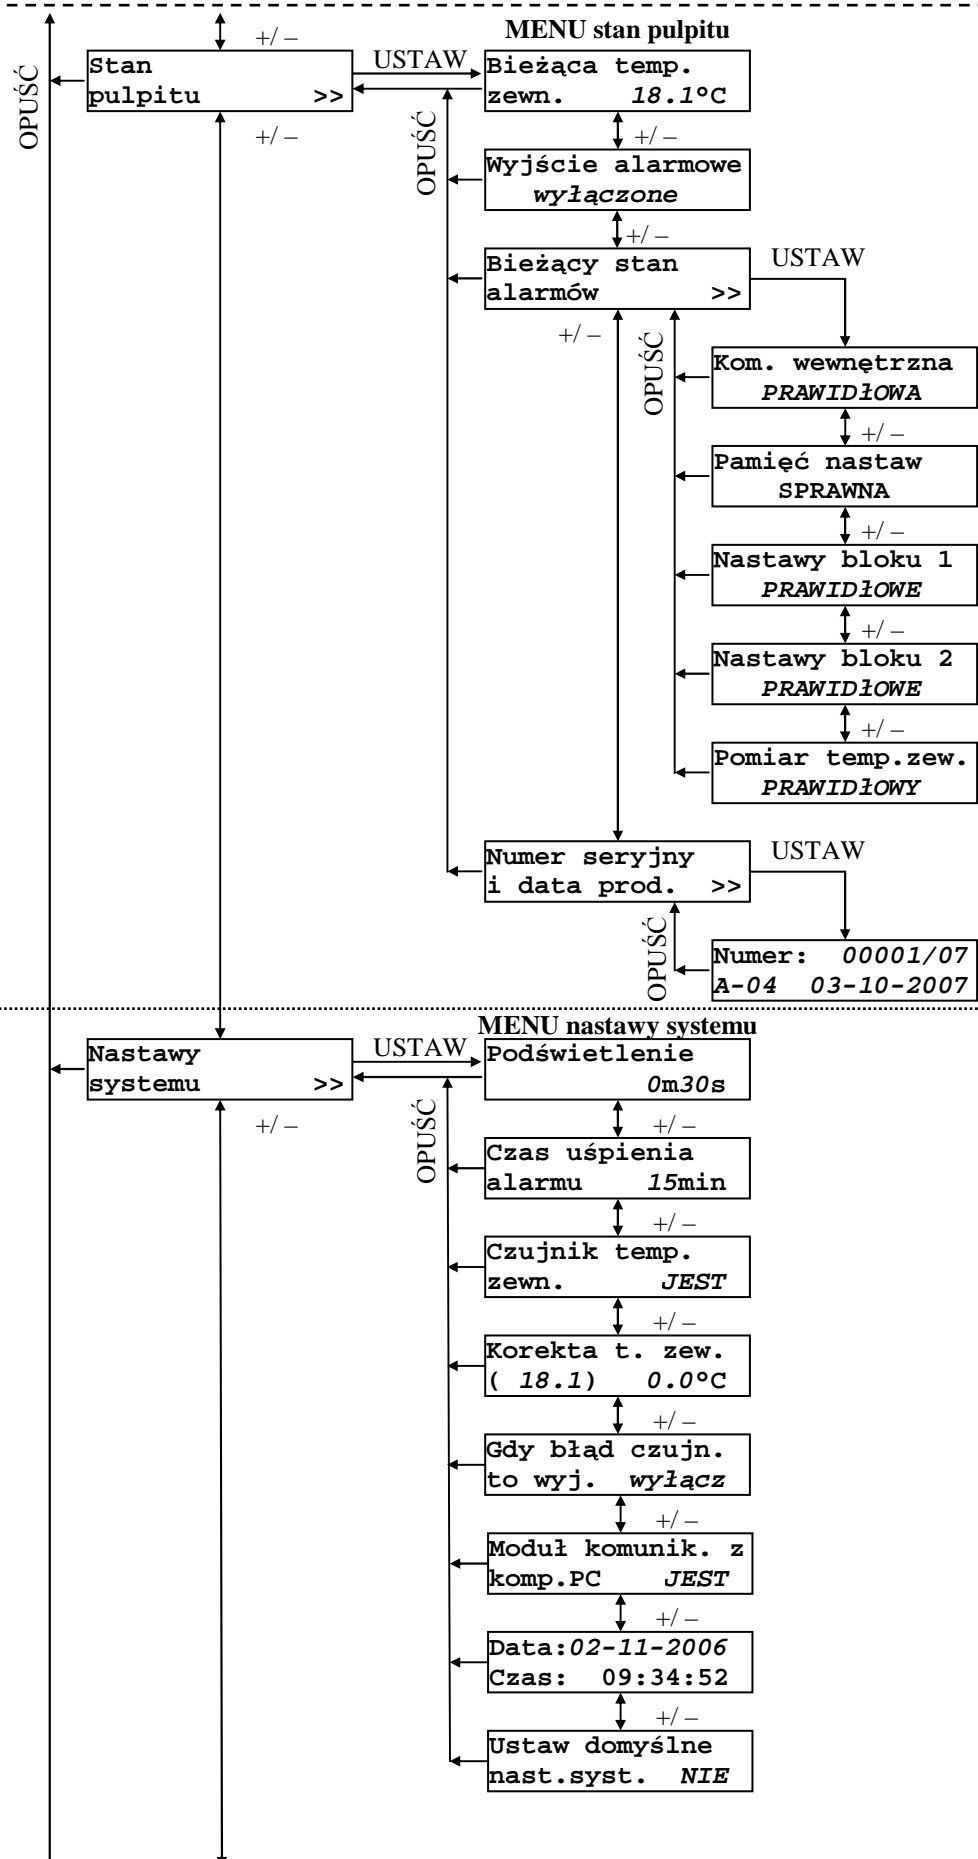 MENU stan pulpitu
+/−
OPUŚĆ
Stan
pulpitu >>
USTAW
Bieżąca temp.
zewn. 18.1°C
+/−
OPUŚĆ
+/−
Wyjście alarmowe
wyłączone
+/−
Bieżący stan
alarmów >>
USTAW
+/−
OPUŚĆ
Kom. wewnętrzna
PRAWIDŁOWA
+/−
Pamięć nastaw
SPRAWNA
+/−
Nastawy bloku 1
PRAWIDŁOWE
+/−
Nastawy bloku 2
PRAWIDŁOWE
+/−
Pomiar temp.zew.
PRAWIDŁOWY
Numer seryjny
i data prod. >>
USTAW
OPUŚĆ
Numer: 00001/07
A-04 03-10-2007
MENU nastawy systemu
Nastawy
systemu >>
USTAW
Podświetlenie
0m30s
+/−
OPUŚĆ
+/−
Czas uśpienia
alarmu 15min
+/−
Czujnik temp.
zewn. JEST
+/−
Korekta t. zew.
( 18.1) 0.0°C
+/−
Gdy błąd czujn.
to wyj. wyłącz
+/−
Moduł komunik. z
komp.PC JEST
+/−
Data:02-11-2006
Czas: 09:34:52
+/−
Ustaw domyślne
nast.syst. NIE